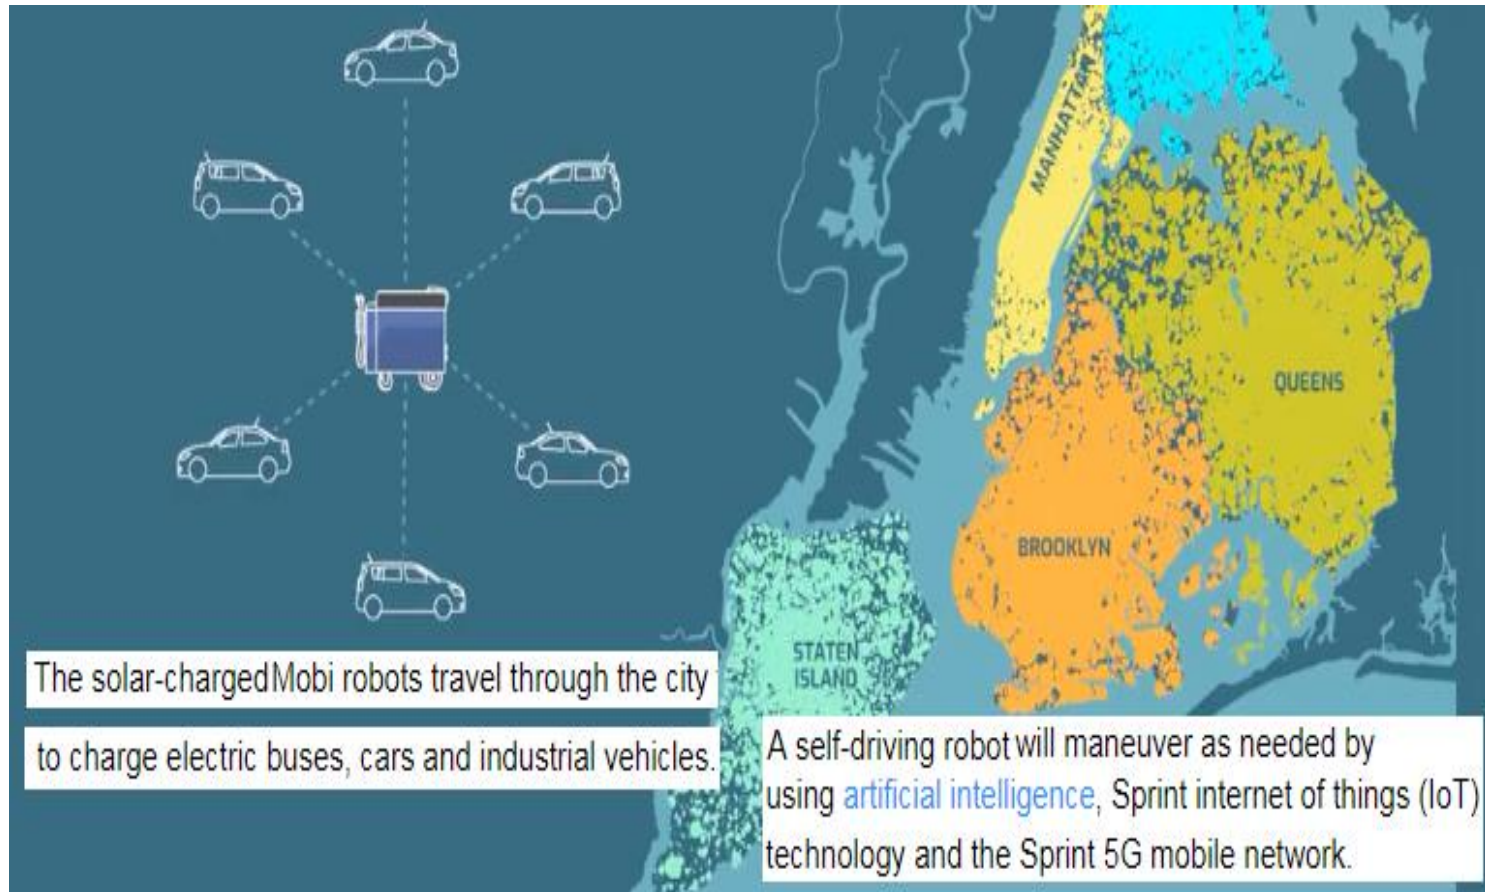 MANHATTAN
QUEENS
BROOKLYN
STATEN
ISLAND
The solar-charged Mobi robots travel through the city
to charge electric buses, cars and industrial vehicles.
A self-driving robot will maneuver as needed by
using artificial intelligence, Sprint internet of things (IoT)
technology and the Sprint 5G mobile network.